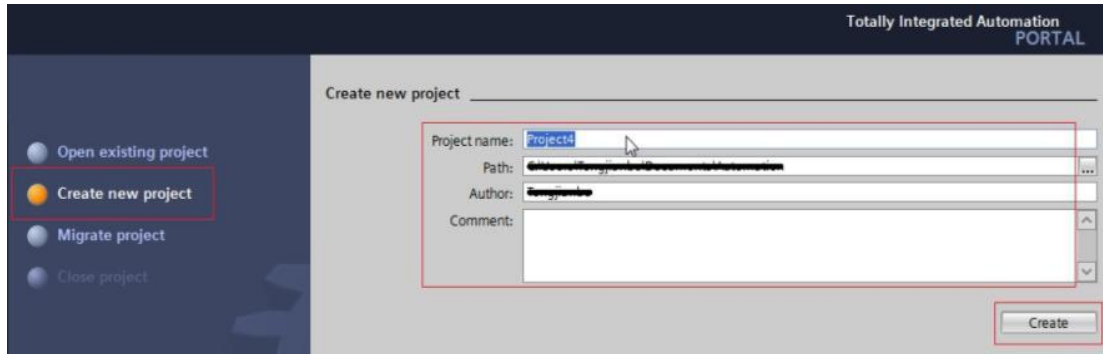 Totally Integrated Automation
PORTAL
Create new project
Open existing project
Create new project
Migrate project
Close project
Project name: Project4
Path:
...
Author:
Comment:
Create